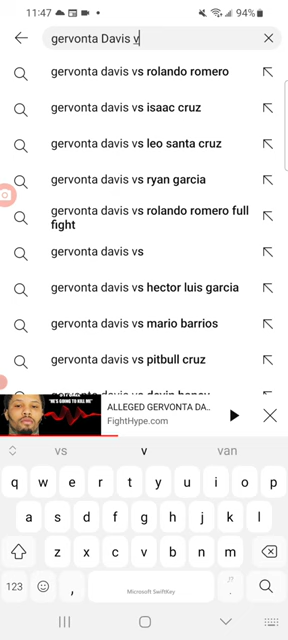 11:47
94%
gervonta Davis v
gervonta davis vs rolando romero
gervonta davis vs isaac cruz
gervonta davis vs leo santa cruz
gervonta davis vs ryan garcia
gervonta davis vs rolando romero full
fight
gervonta davis vs
gervonta davis vs hector luis garcia
gervonta davis vs mario barrios
gervonta davis vs pitbull cruz
"HE'S GOING TO KILL ME"
ALLEGED GERVONTA DA..
FightHype.com
vs v van
q w e r t y u i o p
a s d f g h j k l
z x c v b n m
123 , Microsoft SwiftKey .